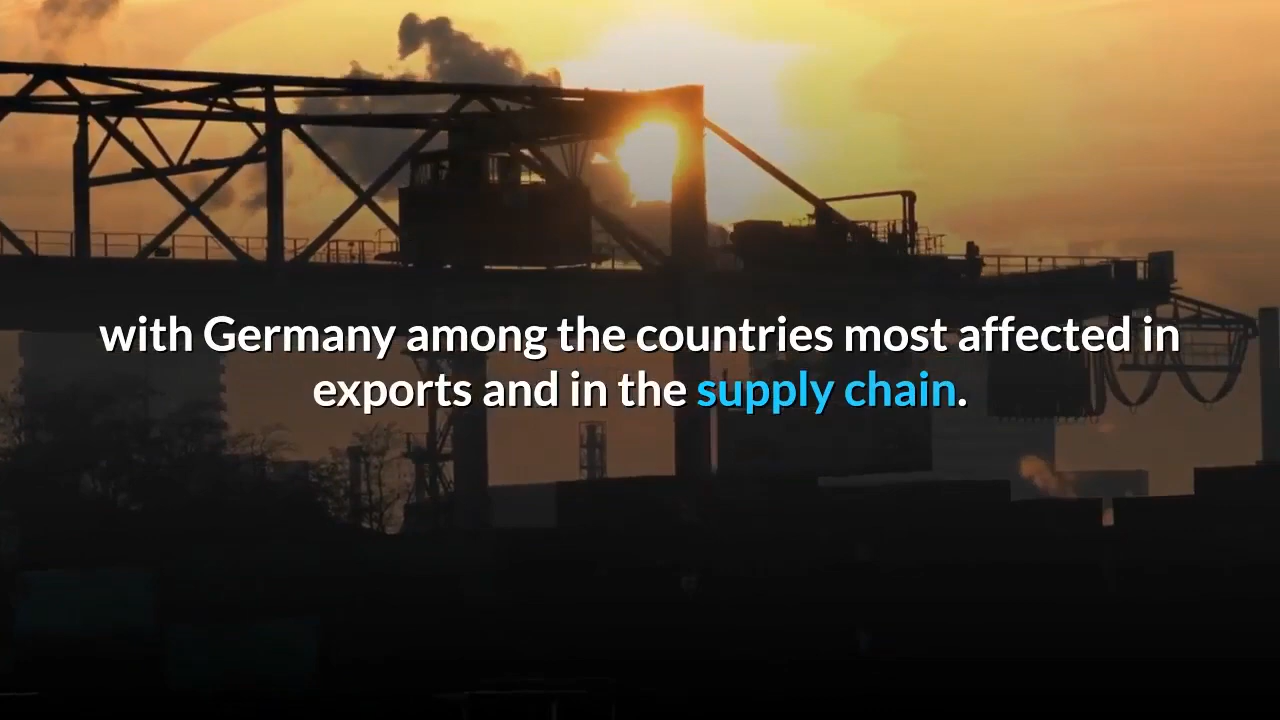 with Germany among the countries most affected in
exports and in the supply chain.